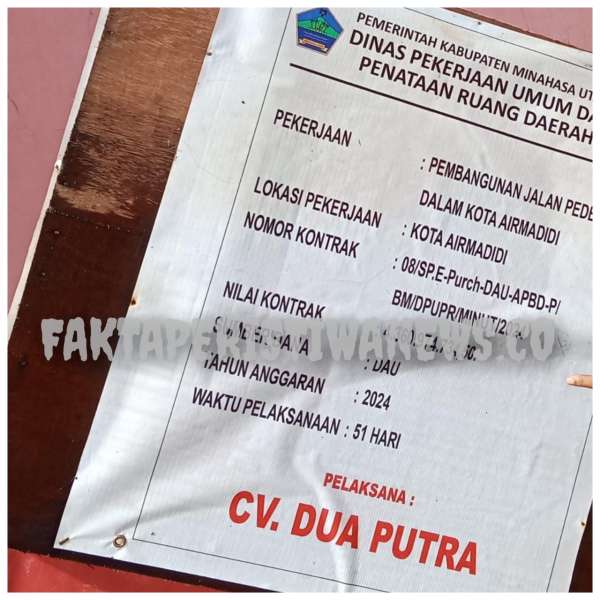 PEMERINTAH KABUPATEN MINAHASA UT
DINAS PEKERJAAN UMUM DA
PENATAAN RUANG DAERAH
PEKERJAAN : PEMBANGUNAN JALAN PEDE
DALAM KOTA AIRMADIDI
LOKASI PEKERJAAN : KOTA AIRMADIDI
NOMOR KONTRAK : 08/SP.E-Purch-DAU-APBD-P/
BM/DPUPR/MINUT/2024
NILAI KONTRAK
FAKTAPERISTIWANEWS.CO
: DAU
TAHUN ANGGARAN : 2024
WAKTU PELAKSANAAN : 51 HARI
PELAKSANA :
CV. DUA PUTRA